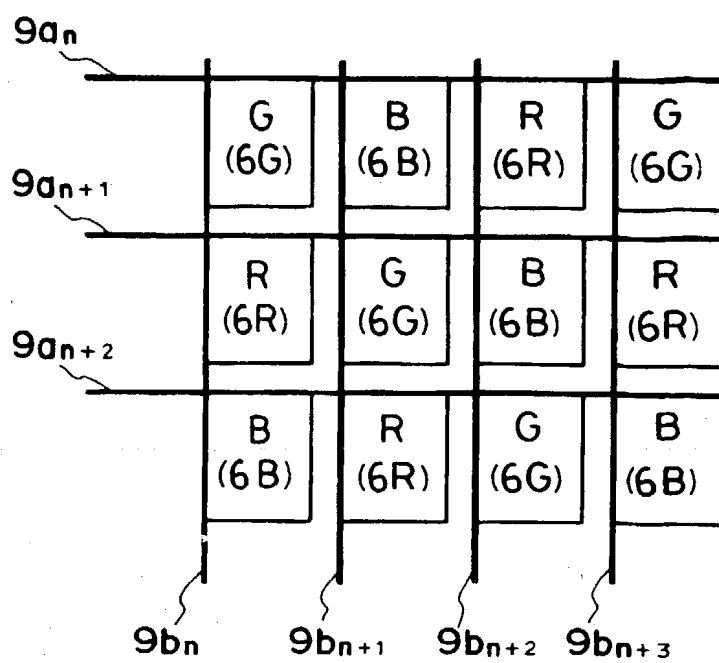 9an
G B R G
(6G) (6B) (6R) (6G)
9an+1
R G B R
(6R) (6G) (6B) (6R)
9an+2
B R G B
(6B) (6R) (6G) (6B)
9bn 9bn+1 9bn+2 9bn+3